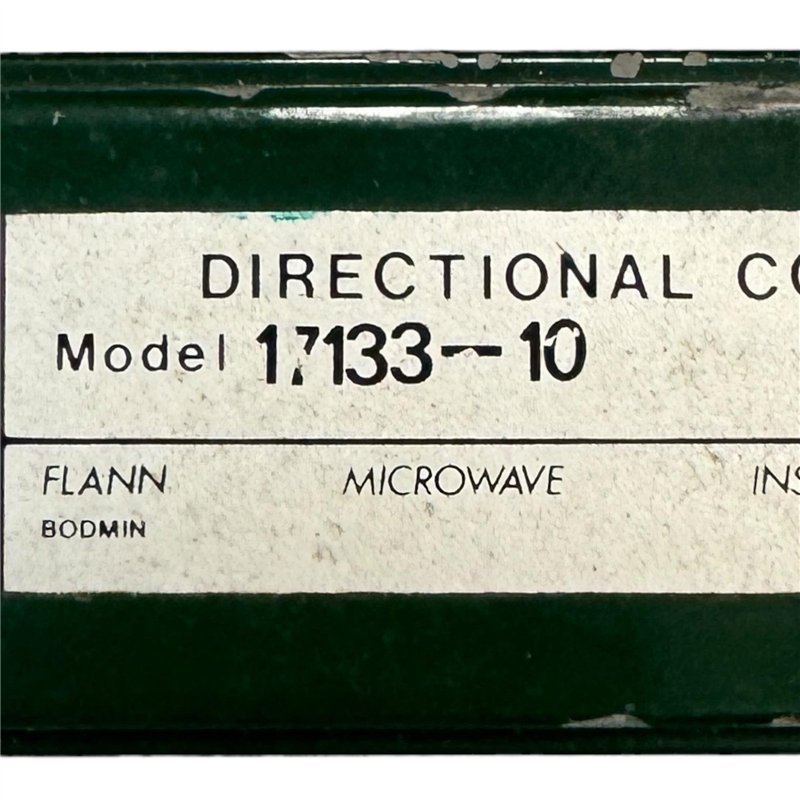 DIRECTIONAL CO
Model 17133-10
FLANN MICROWAVE INS
BODMIN